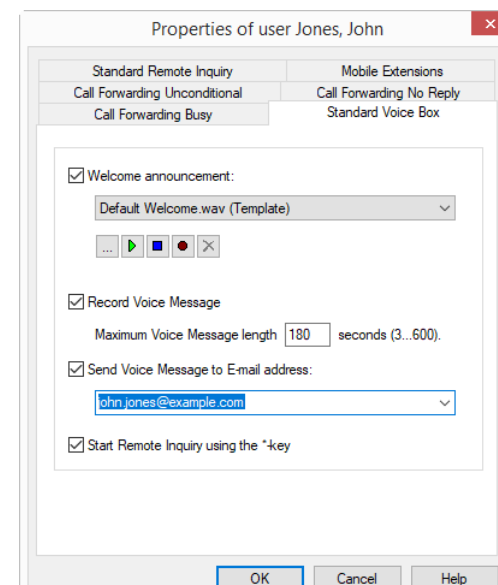 Properties of user Jones, John
Standard Remote Inquiry Mobile Extensions
Call Forwarding Unconditional Call Forwarding No Reply
Call Forwarding Busy Standard Voice Box
Welcome announcement:
Default Welcome.wav (Template)
...
Record Voice Message
Maximum Voice Message length 180 seconds (3...600).
Send Voice Message to E-mail address:
john.jones@example.com
Start Remote Inquiry using the *-key
OK Cancel Help